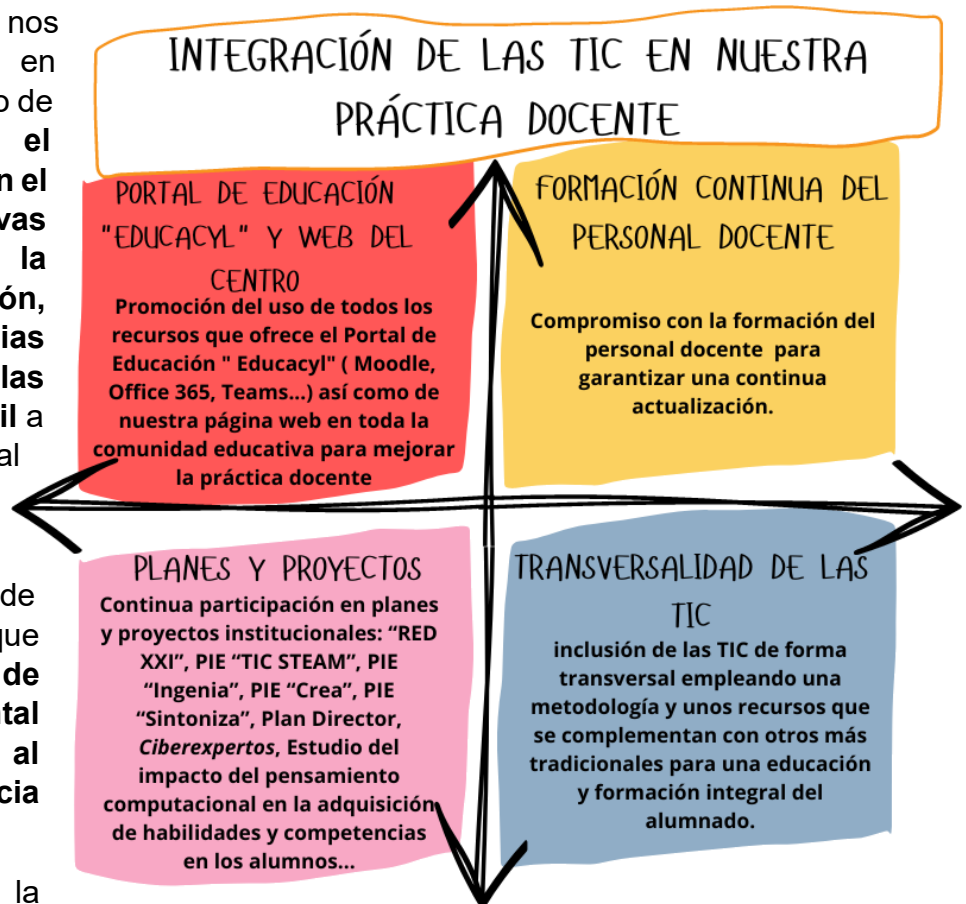 nos
en
o de
el
n el
vas
la
ón,
ias
las
il a
al
de
que
de
tal
al
cia
la
INTEGRACIÓN DE LAS TIC EN NUESTRA
PRÁCTICA DOCENTE
PORTAL DE EDUCACIÓN
"EDUCACYL" Y WEB DEL
CENTRO
Promoción del uso de todos los
recursos que ofrece el Portal de
Educación " Educacyl" ( Moodle,
Office 365, Teams...) así como de
nuestra página web en toda la
comunidad educativa para mejorar
la práctica docente
FORMACIÓN CONTINUA DEL
PERSONAL DOCENTE
Compromiso con la formación del
personal docente para
garantizar una continua
actualización.
PLANES Y PROYECTOS
Continua participación en planes
y proyectos institucionales: “RED
XXI”, PIE “TIC STEAM”, PIE
“Ingenia”, PIE “Crea”, PIE
“Sintoniza”, Plan Director,
Ciberexpertos, Estudio del
impacto del pensamiento
computacional en la adquisición
de habilidades y competencias
en los alumnos...
TRANSVERSALIDAD DE LAS
TIC
inclusión de las TIC de forma
transversal empleando una
metodología y unos recursos que
se complementan con otros más
tradicionales para una educación
y formación integral del
alumnado.